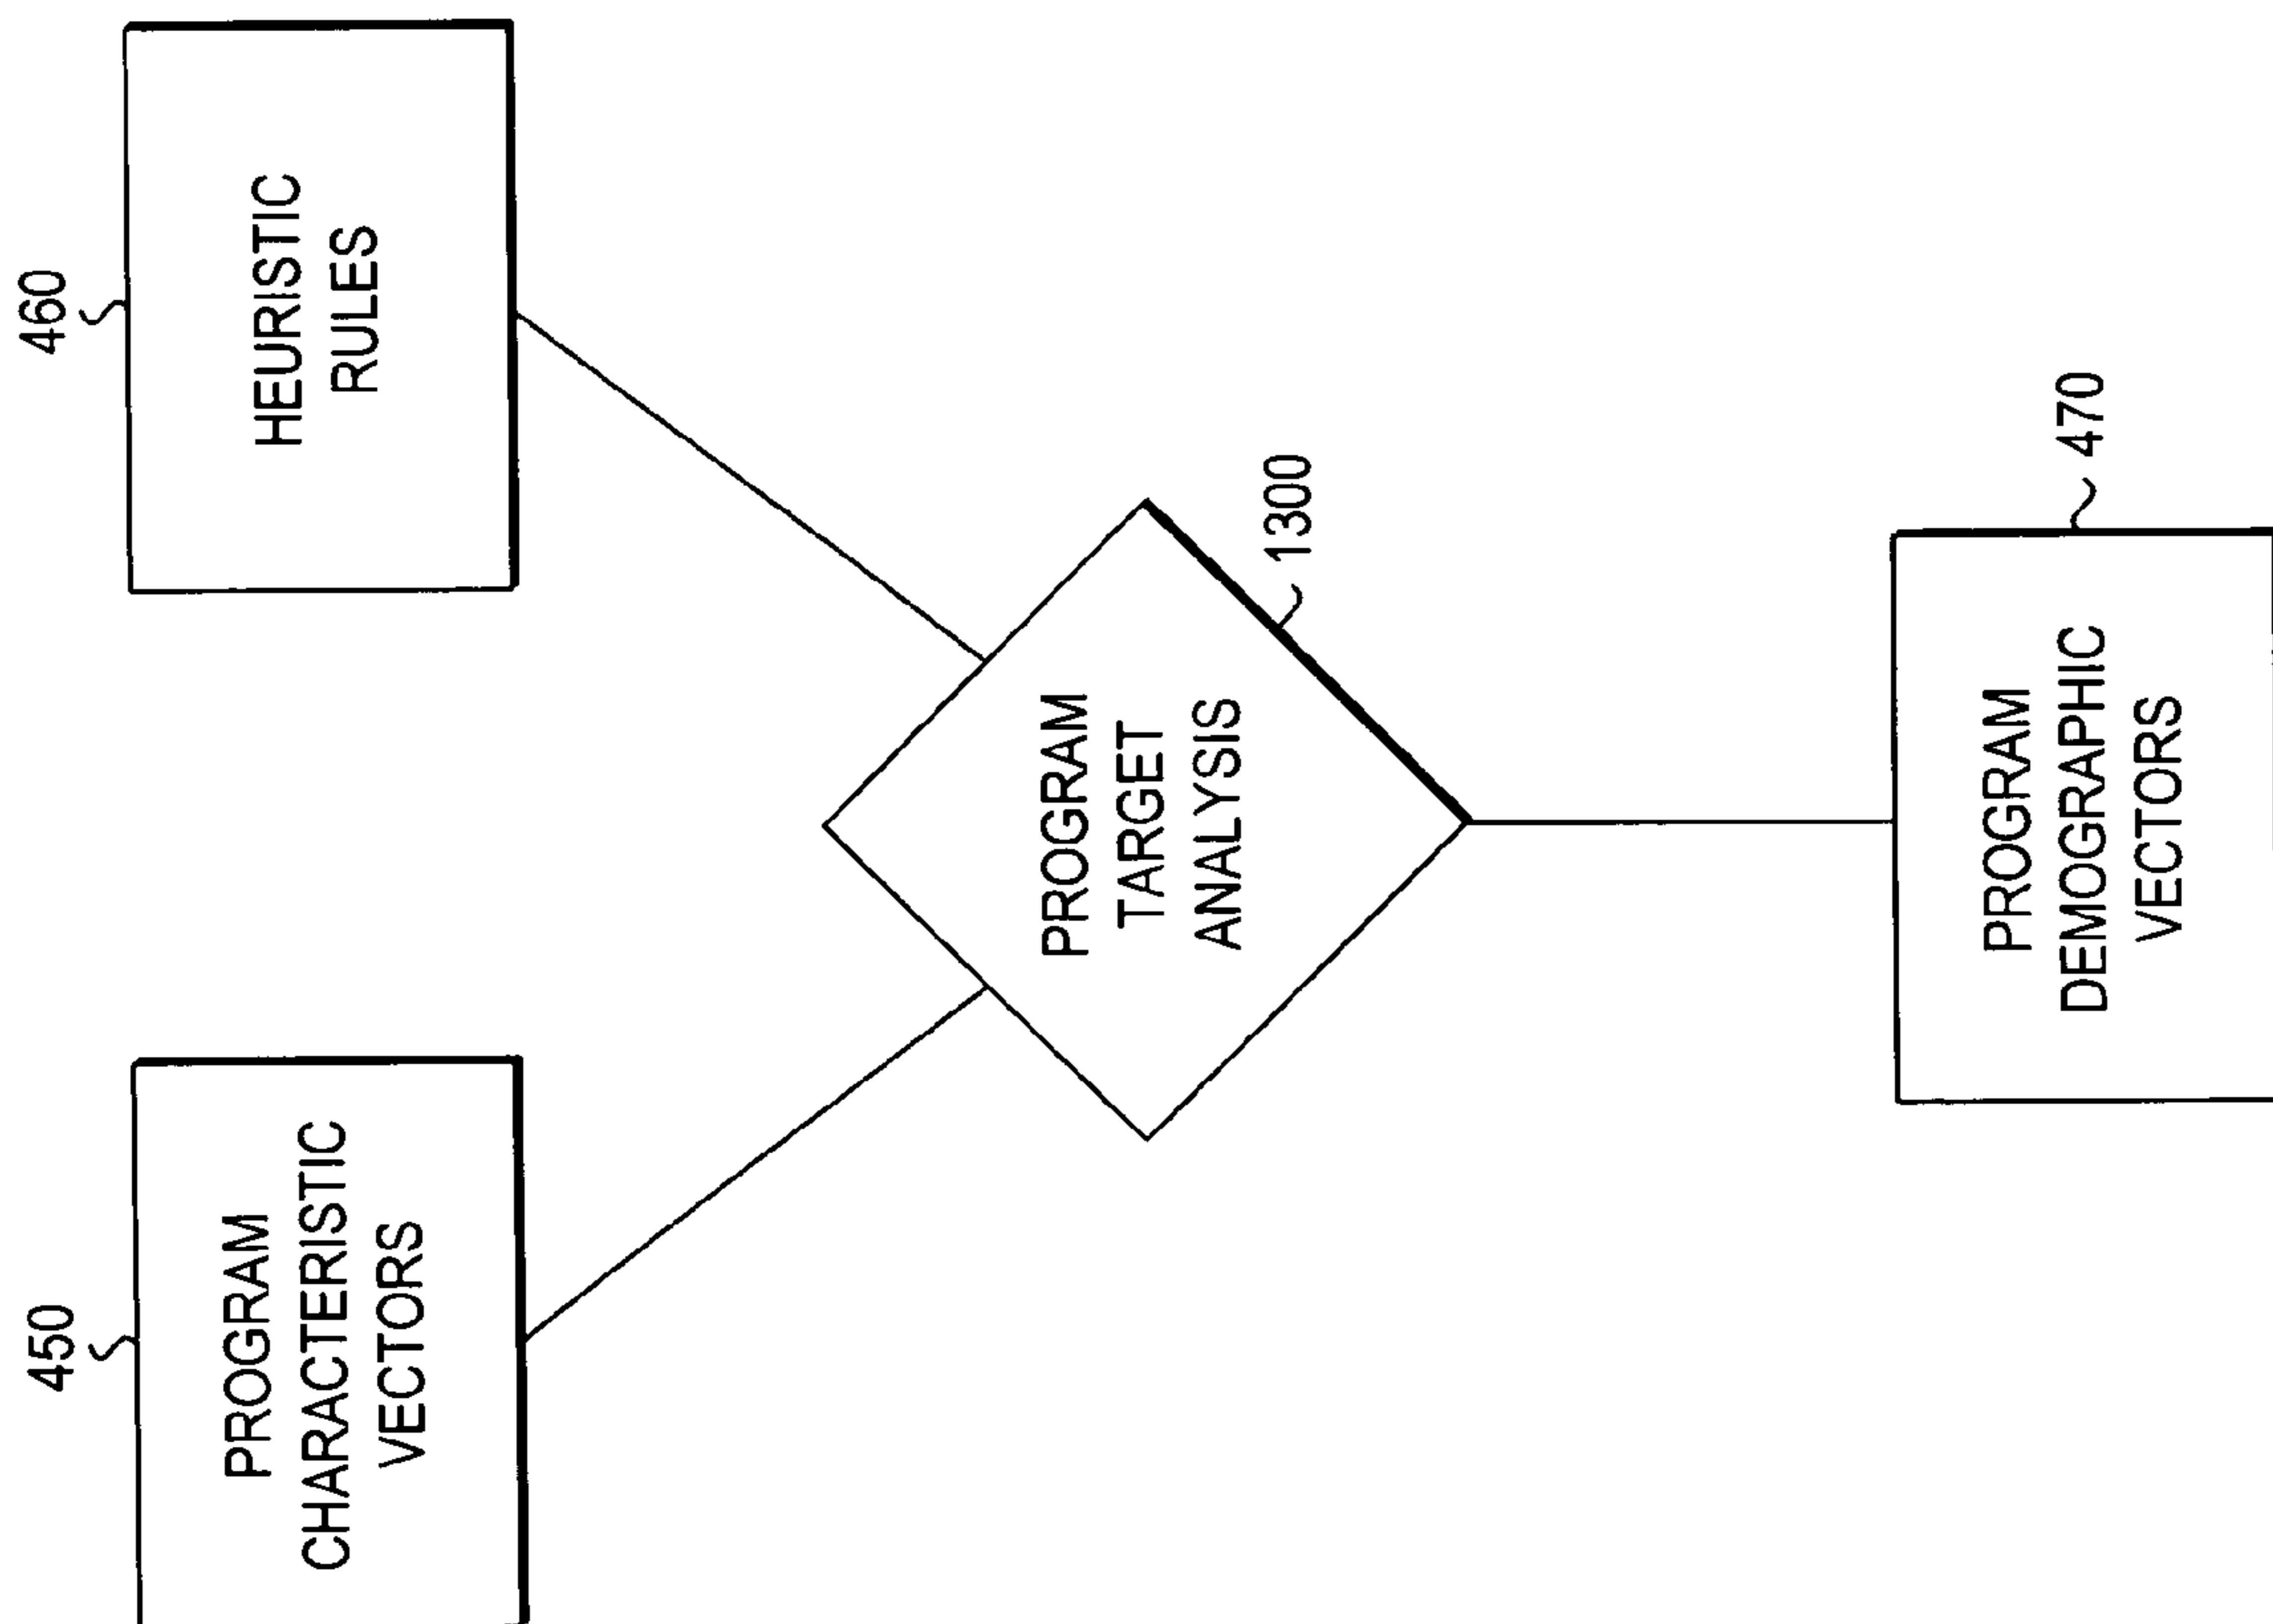 450
PROGRAM
CHARACTERISTIC
VECTORS
460
HEURISTIC
RULES
PROGRAM
TARGET
ANALYSIS
1300
PROGRAM
DEMOGRAPHIC
VECTORS
470